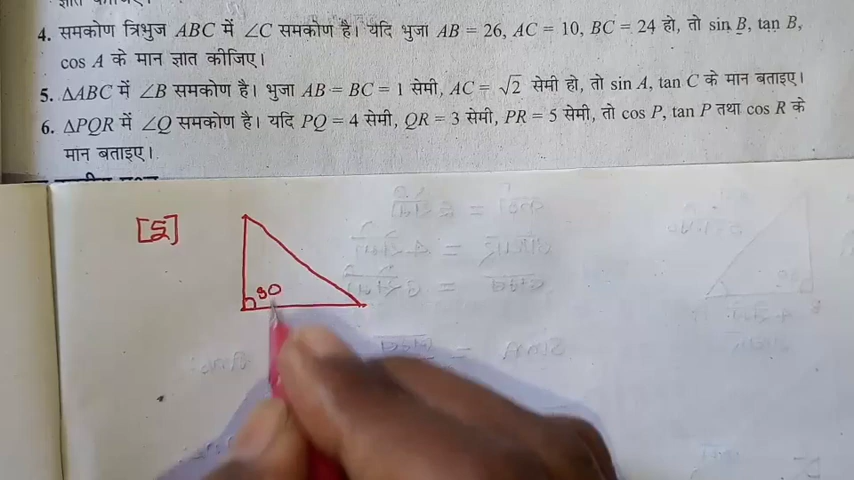 4. समकोण त्रिभुज ABC में ∠C समकोण है। यदि भुजा AB = 26, AC = 10, BC = 24 हो, तो sin B, tan B,
cos A के मान ज्ञात कीजिए।
5. ΔABC में ∠B समकोण है। भुजा AB = BC = 1 सेमी, AC = √2 सेमी हो, तो sin A, tan C के मान बताइए।
6. ΔPQR में ∠Q समकोण है। यदि PQ = 4 सेमी, QR = 3 सेमी, PR = 5 सेमी, तो cos P, tan P तथा cos R के
मान बताइए।
[5]
90